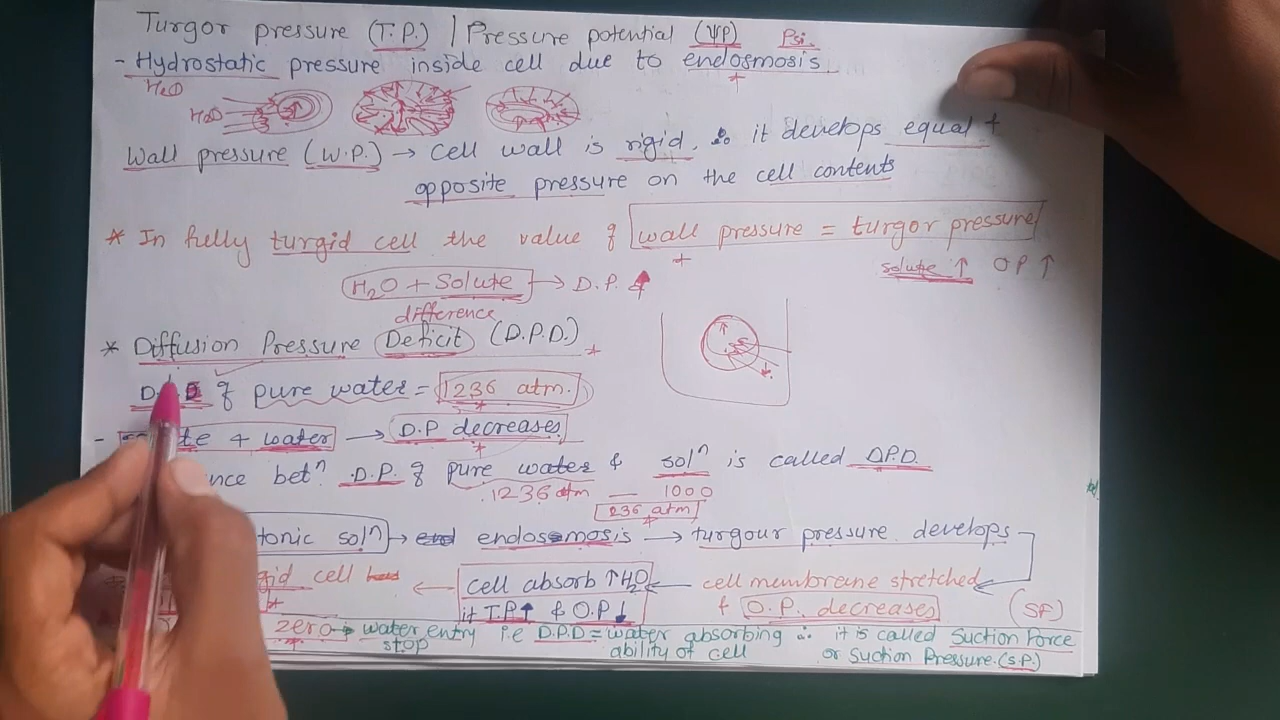 Turgor pressure (T.P.) | Pressure potential (Ψp) Psi.
- Hydrostatic pressure inside cell due to endosmosis
H2O
H2O
Wall pressure (W.P.) → cell wall is rigid ∴ it develops equal +
opposite pressure on the cell contents
* In fully turgid cell the value of wall pressure = turgor pressure
solute ↑ OP ↑
H2O + Solute → D.P.
difference
* Diffusion Pressure Deficit (D.P.D.)
of pure water = 1236 atm.
- + water → D.P decreases
betn D.P. of pure water & soln is called D.P.D.
1236 atm — 1000
236 atm
tonic soln → endosmosis → turgour pressure develops
cell ← cell absorb ↑ H2O ← cell membrane stretched
it T.P.↑ & O.P.↓ & O.P. decreases (SF)
zero → water entry i.e D.P.D = water absorbing ∴ it is called Suction Force
stop ability of cell or Suction Pressure.(S.P.)